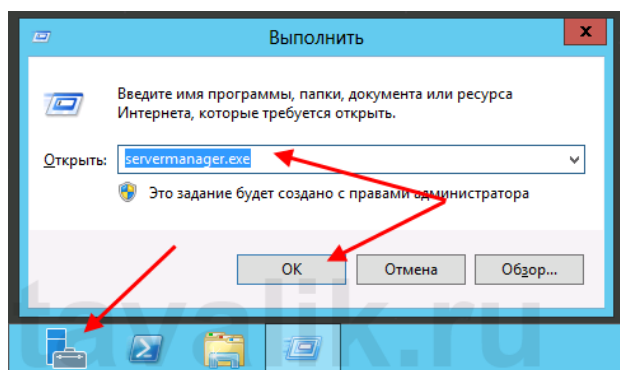 Выполнить
Введите имя программы, папки, документа или ресурса
Интернета, которые требуется открыть.
Открыть: servermanager.exe
Это задание будет создано с правами администратора
ОК Отмена Обзор...
tavalik.ru